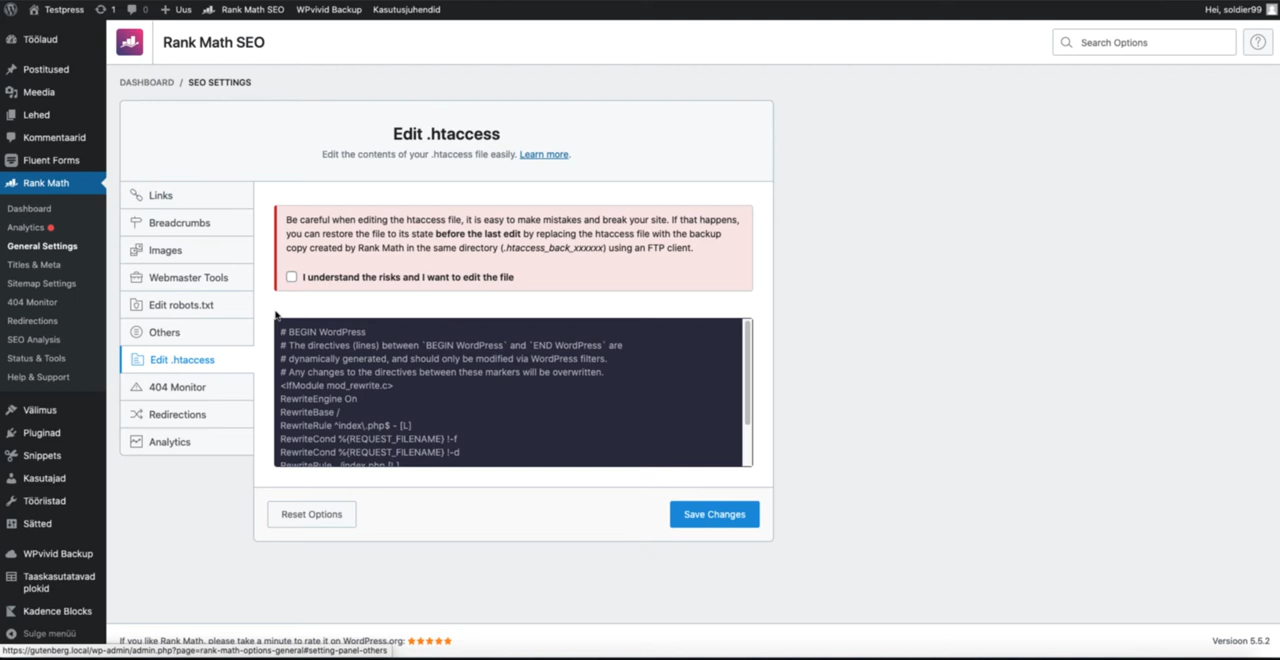 Testpress
1
0
Uus
Rank Math SEO
WPvivid Backup
Kasutusjuhendid
Hei, soldier99
Töölaud
Postitused
Meedia
Lehed
Kommentaarid
Fluent Forms
Rank Math
Dashboard
Analytics
General Settings
Titles & Meta
Sitemap Settings
404 Monitor
Redirections
SEO Analysis
Status & Tools
Help & Support
Välimus
Pluginad
Snippets
Kasutajad
Tööriistad
Sätted
WPvivid Backup
Taaskasutatavad
plokid
Kadence Blocks
Sulge menüü
Rank Math SEO
Search Options
DASHBOARD / SEO SETTINGS
Edit .htaccess
Edit the contents of your .htaccess file easily. Learn more.
Links
Breadcrumbs
Images
Webmaster Tools
Edit robots.txt
Others
Edit .htaccess
404 Monitor
Redirections
Analytics
Be careful when editing the htaccess file, it is easy to make mistakes and break your site. If that happens,
you can restore the file to its state before the last edit by replacing the htaccess file with the backup
copy created by Rank Math in the same directory (.htaccess_back_xxxxxx) using an FTP client.
I understand the risks and I want to edit the file
# BEGIN WordPress
# The directives (lines) between `BEGIN WordPress` and `END WordPress` are
# dynamically generated, and should only be modified via WordPress filters.
# Any changes to the directives between these markers will be overwritten.
<IfModule mod_rewrite.c>
RewriteEngine On
RewriteBase /
RewriteRule ^index\.php$ - [L]
RewriteCond %{REQUEST_FILENAME} !-f
RewriteCond %{REQUEST_FILENAME} !-d
RewriteRule . /index.php [L]
Reset Options
Save Changes
If you like Rank Math, please take a minute to rate it on WordPress.org: ★★★★★
Versioon 5.5.2
https://gutenberg.local/wp-admin/admin.php?page=rank-math-options-general#setting-panel-others